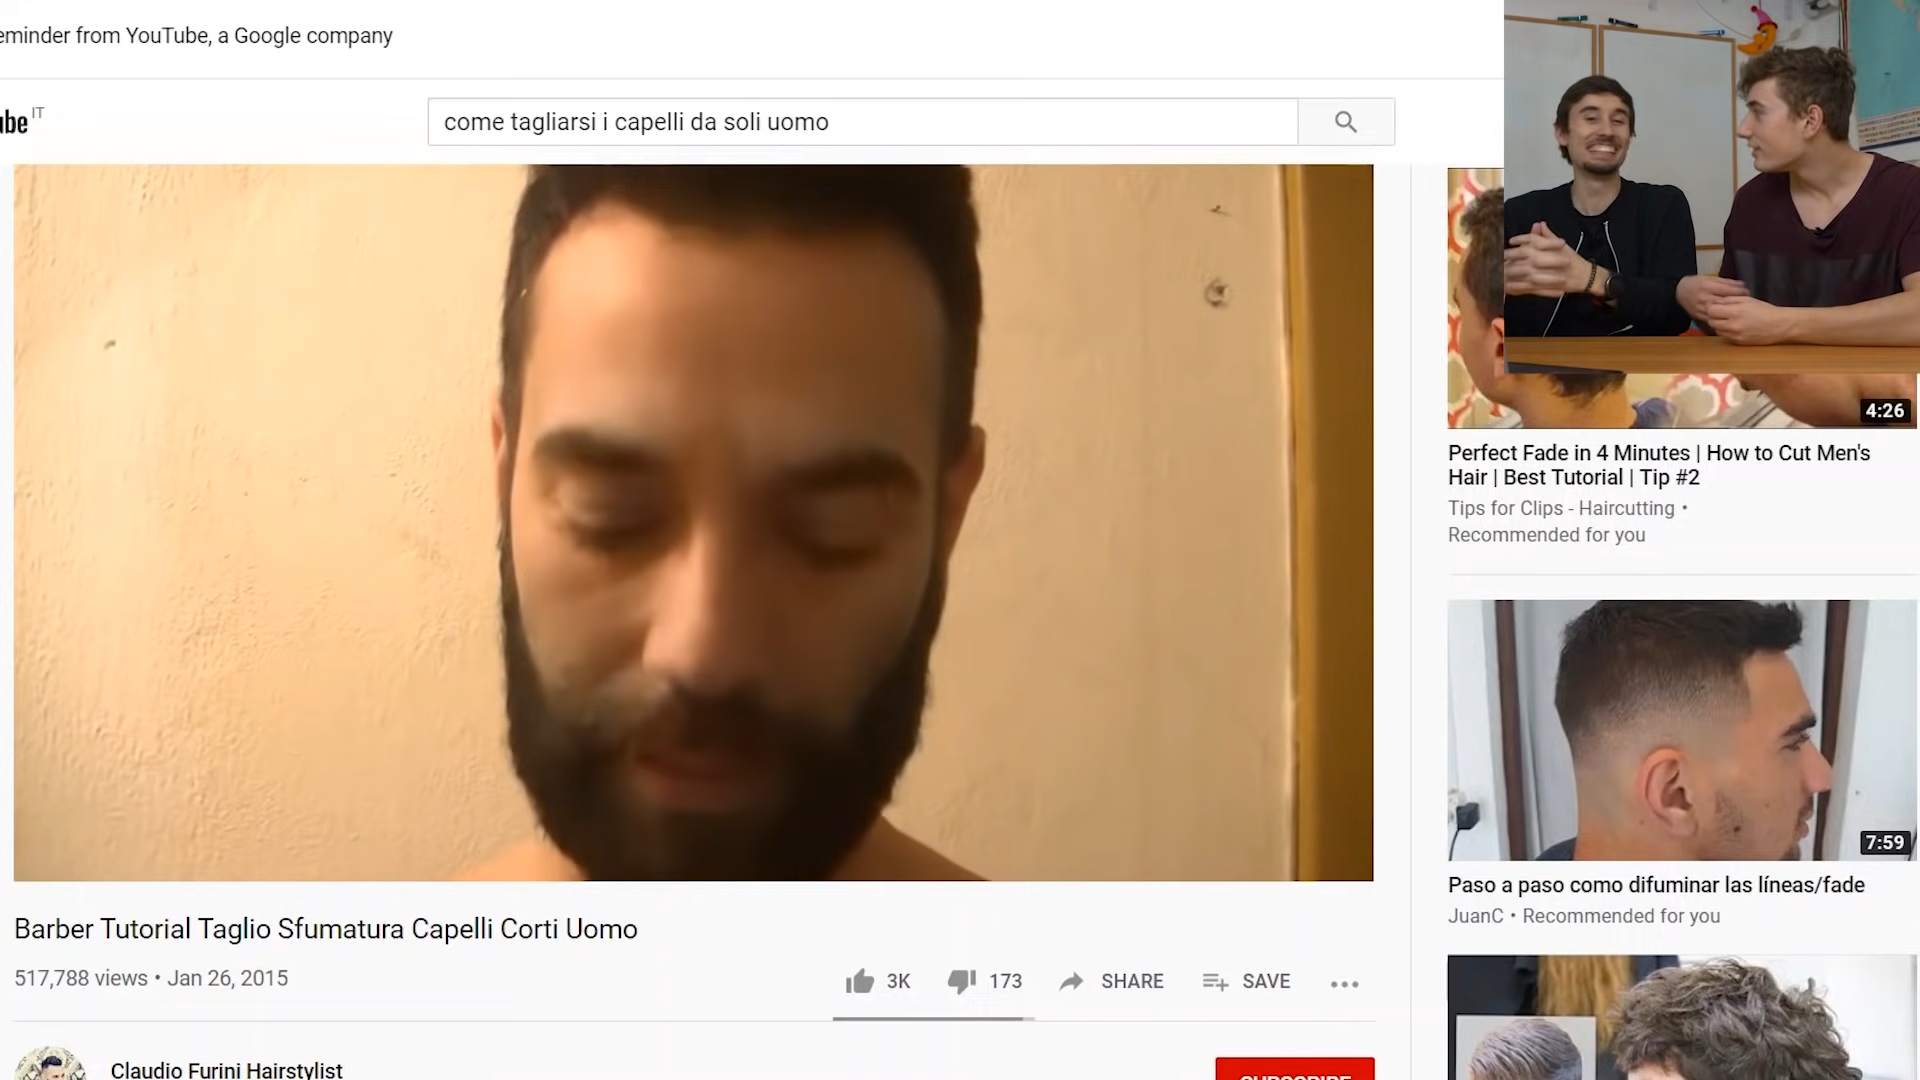 eminder from YouTube, a Google company
ube IT
come tagliarsi i capelli da soli uomo
4:26
Perfect Fade in 4 Minutes | How to Cut Men's
Hair | Best Tutorial | Tip #2
Tips for Clips - Haircutting •
Recommended for you
7:59
Paso a paso como difuminar las líneas/fade
JuanC • Recommended for you
Barber Tutorial Taglio Sfumatura Capelli Corti Uomo
517,788 views • Jan 26, 2015
3K
173
SHARE
SAVE
Claudio Furini Hairstylist
SUBSCRIBE